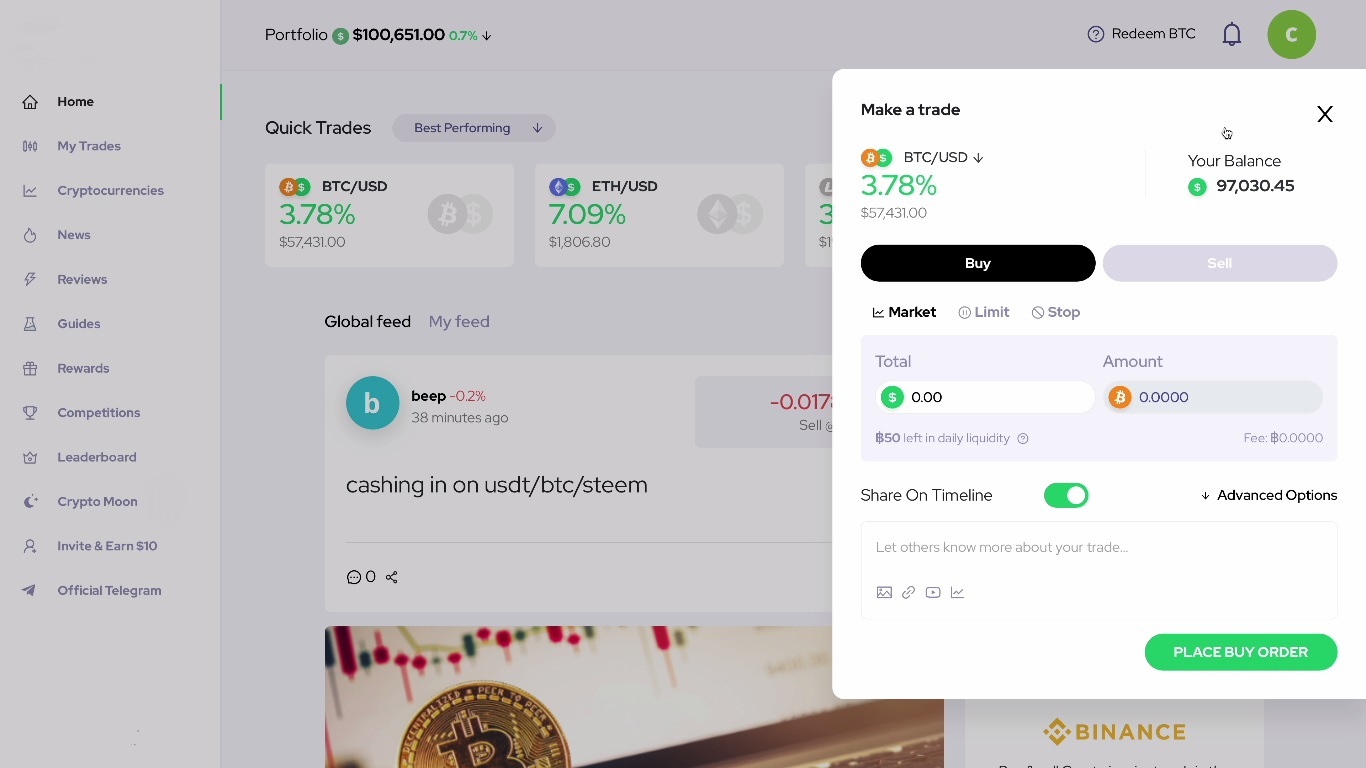 Portfolio $ $100,651.00 0.7% ↓
Redeem BTC
C
Home
My Trades
Cryptocurrencies
News
Reviews
Guides
Rewards
Competitions
Leaderboard
Crypto Moon
Invite & Earn $10
Official Telegram
Quick Trades
Best Performing ↓
BTC/USD
3.78%
$57,431.00
ETH/USD
7.09%
$1,806.80
Global feed
My feed
b
beep -0.2%
38 minutes ago
Sell @
cashing in on usdt/btc/steem
0
Make a trade
X
BTC/USD ↓
3.78%
$57,431.00
Your Balance
$ 97,030.45
Buy
Sell
Market
Limit
Stop
Total
Amount
$ 0.00
₿ 0.0000
฿50 left in daily liquidity ?
Fee: ฿0.0000
Share On Timeline
↓ Advanced Options
Let others know more about your trade...
PLACE BUY ORDER
BINANCE